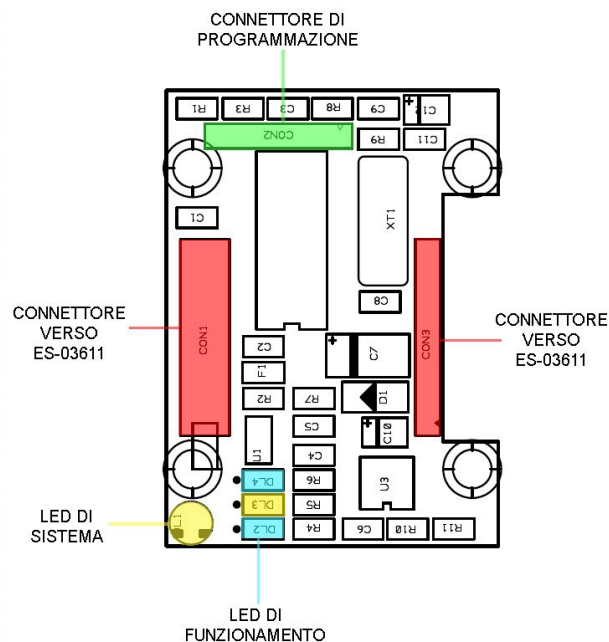 CONNETTORE DI
PROGRAMMAZIONE
R1 R3 C3 R8 C9
CON2 R9 C11
C1
XT1
C8
CONNETTORE
VERSO
ES-03611
CON1
CON3
CONNETTORE
VERSO
ES-03611
C2
C7
F1
R2 R7 D1
C5 C10
U1 C4
DL4 R6 U3
DL3 R5
DL2 R4 C6 R10 R11
LED DI
SISTEMA
LED DI
FUNZIONAMENTO